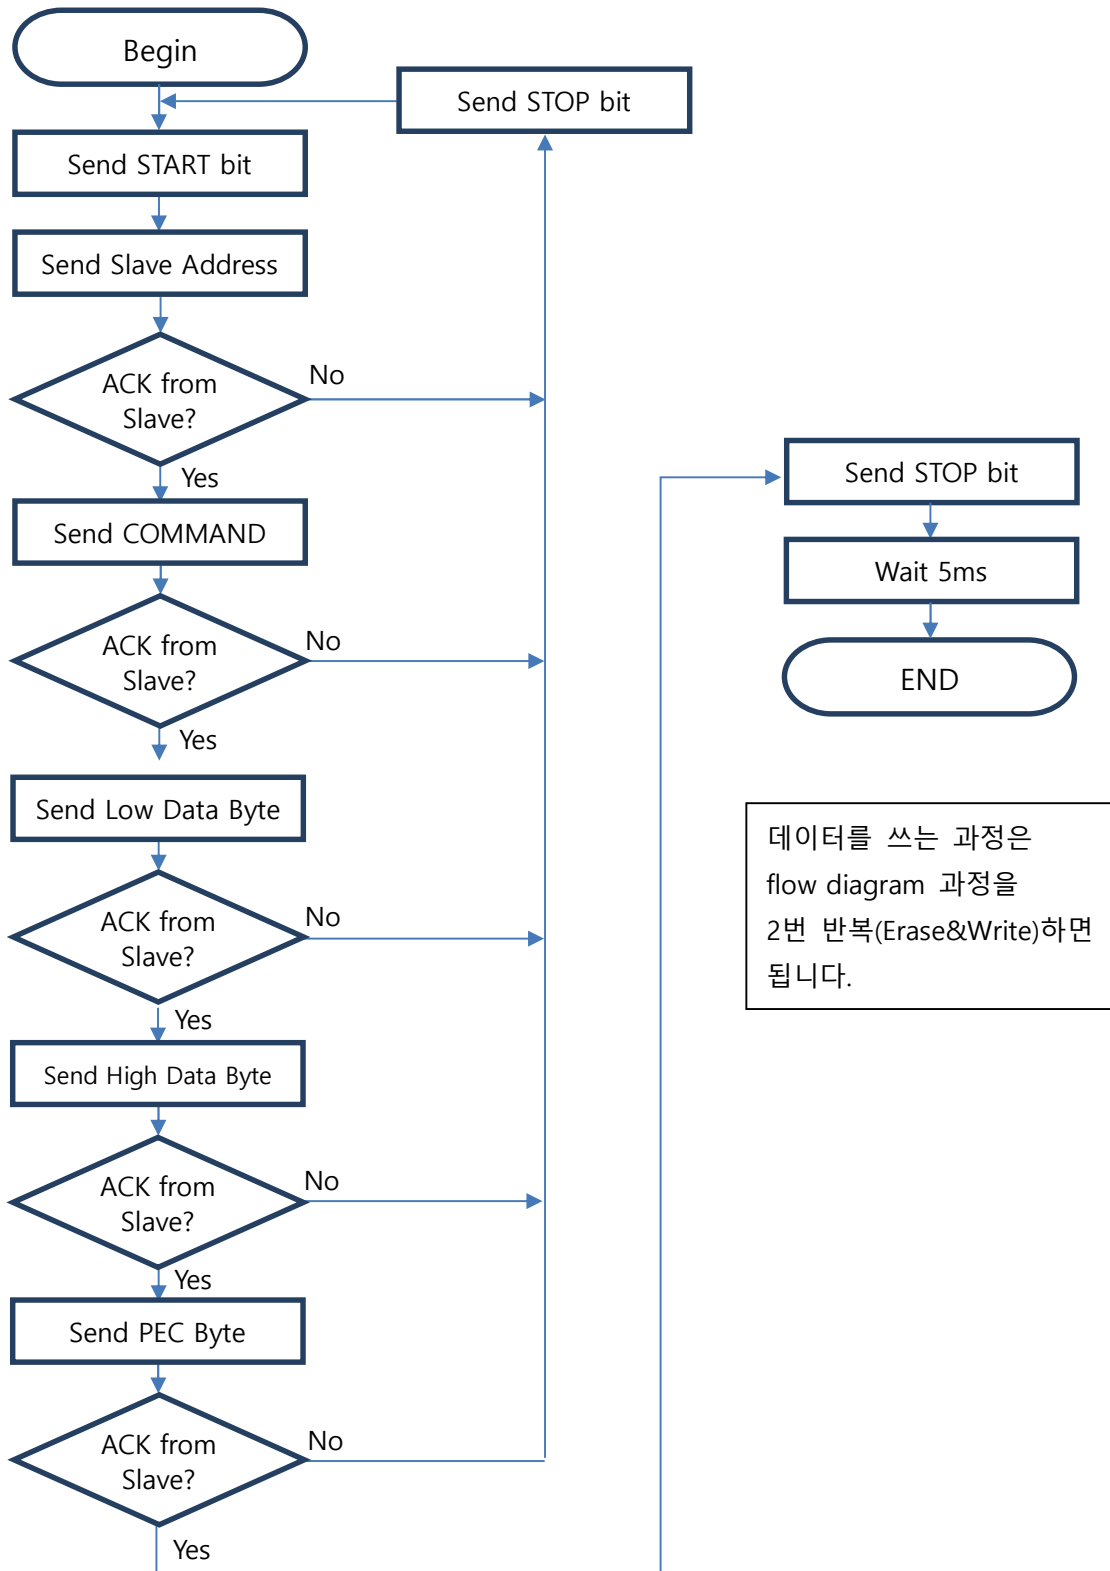 Begin
Send STOP bit
Send START bit
Send Slave Address
ACK from
Slave?
No
Yes
Send COMMAND
ACK from
Slave?
No
Yes
Send Low Data Byte
ACK from
Slave?
No
Yes
Send High Data Byte
ACK from
Slave?
No
Yes
Send PEC Byte
ACK from
Slave?
No
Yes
Send STOP bit
Wait 5ms
END
데이터를 쓰는 과정은
flow diagram 과정을
2번 반복(Erase&Write)하면
됩니다.